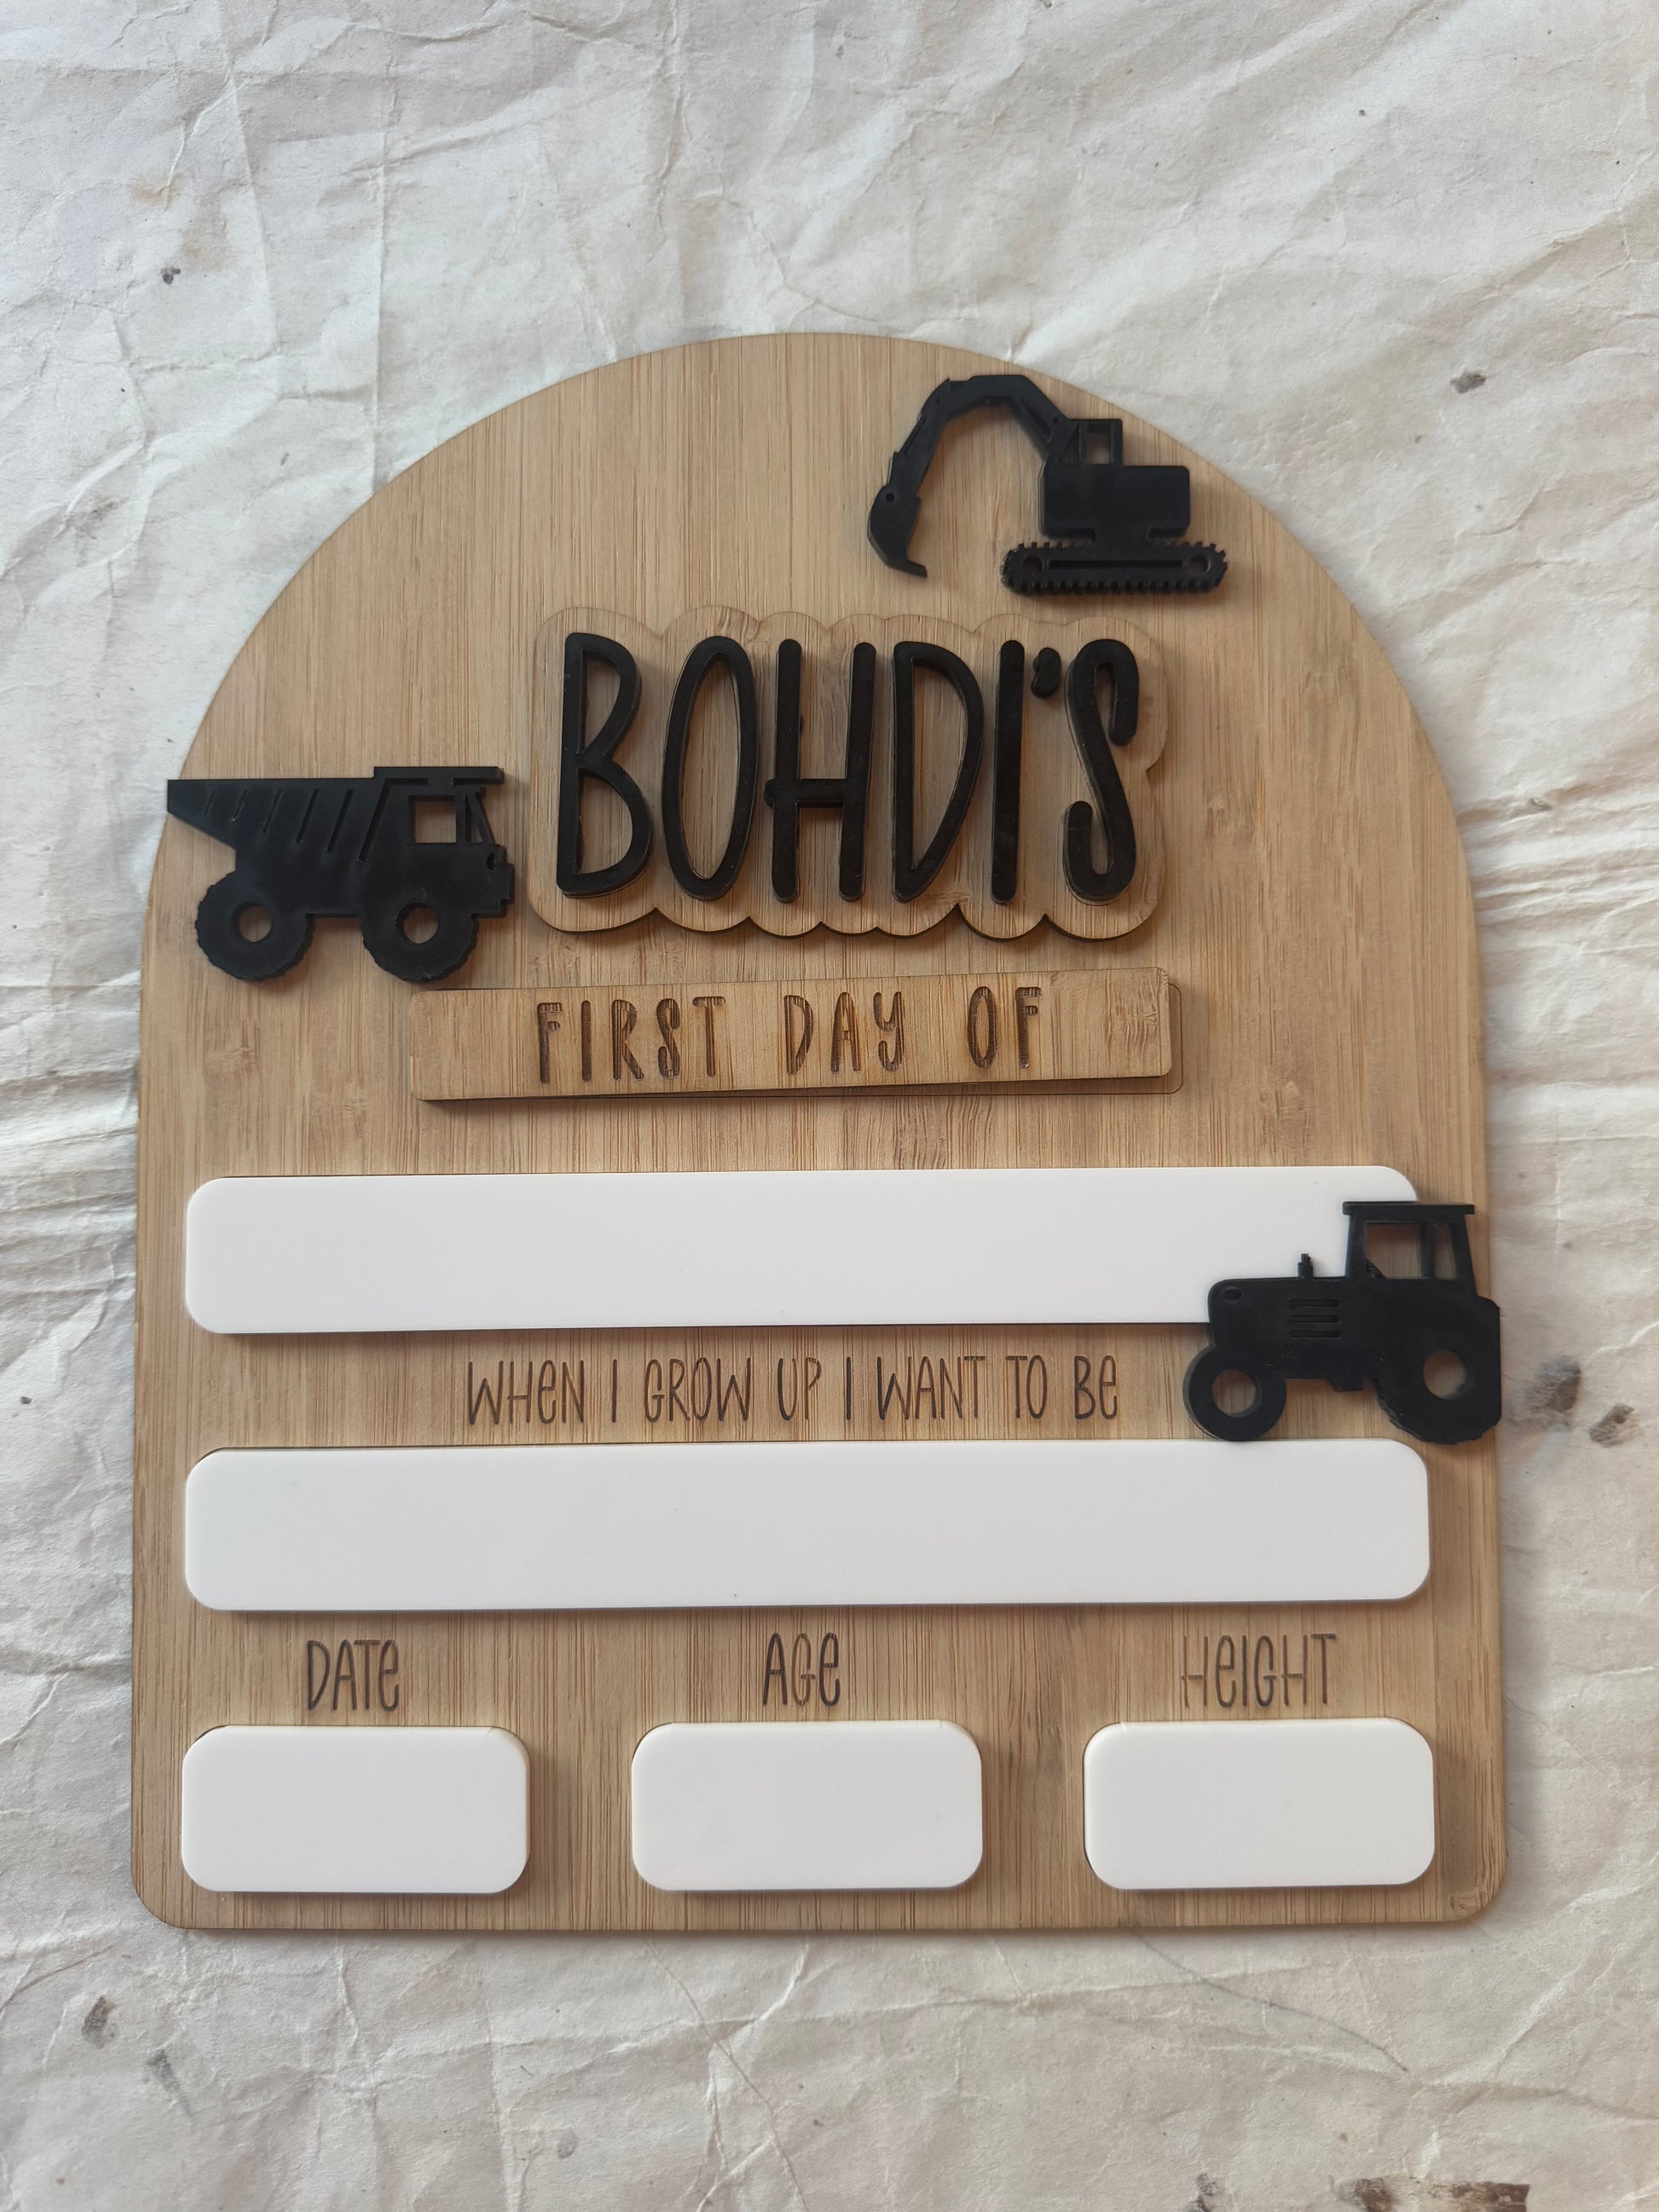 BOHDI'S
FIRST DAY OF
WHEN I GROW UP I WANT TO BE
DATE AGE HEIGHT